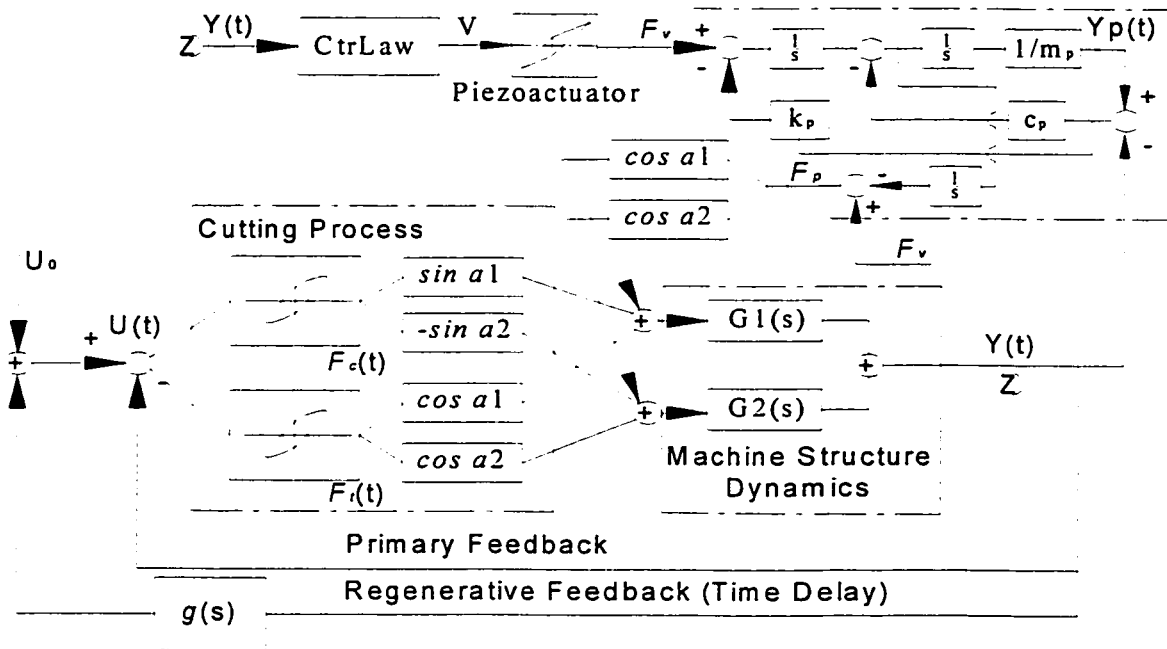 Y(t) V F_v + Yp(t)
Z CtrLaw 1/s - 1/s 1/m_p
-
Piezoactuator +
k_p c_p
-
cos a1
F_p - 1/s
cos a2 +
Cutting Process
F_v
U_0
sin a1
+ G1(s)
U(t) -sin a2
+ F_c(t) Y(t)
+ - + Z
cos a1
+ G2(s)
cos a2
Machine Structure
Dynamics
F_t(t)
Primary Feedback
Regenerative Feedback (Time Delay)
g(s)